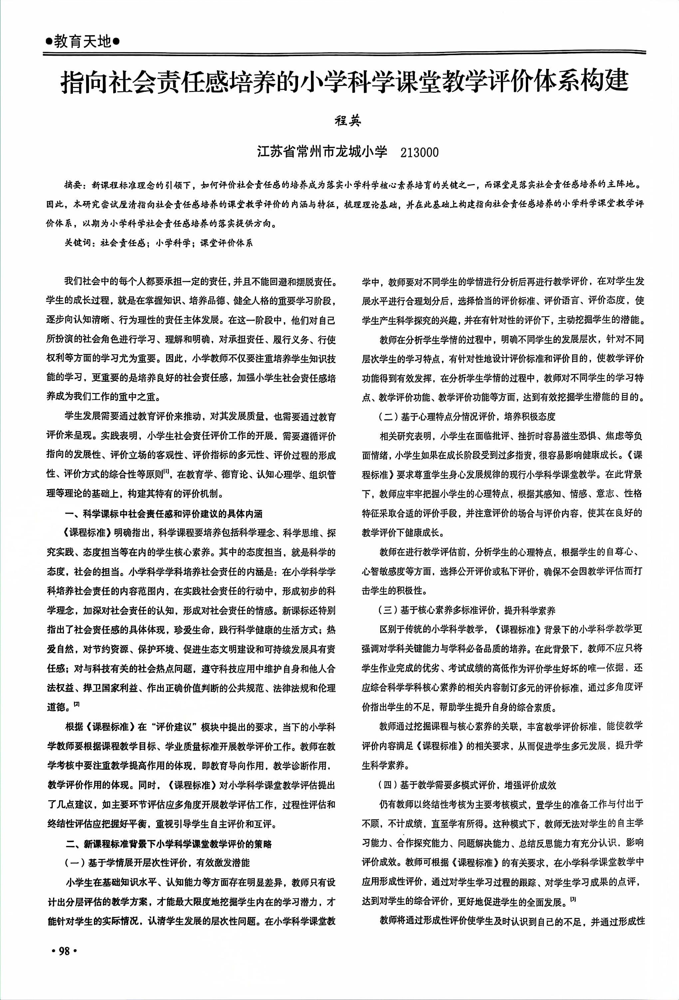 ●教育天地●
指向社会责任感培养的小学科学课堂教学评价体系构建
程英
江苏省常州市龙城小学 213000
摘要：新课程标准理念的引领下，如何评价社会责任感的培养成为落实小学科学核心素养培育的关键之一，而课堂是落实社会责任感培养的主阵地。
因此，本研究尝试厘清指向社会责任感培养的课堂教学评价的内涵与特征，梳理理论基础，并在此基础上构建指向社会责任感培养的小学科学课堂教学评
价体系，以期为小学科学社会责任感培养的落实提供方向。
关键词：社会责任感；小学科学；课堂评价体系
我们社会中的每个人都要承担一定的责任，并且不能回避和摆脱责任。
学生的成长过程，就是在掌握知识、培养品德、健全人格的重要学习阶段，
逐步向认知清晰、行为理性的责任主体发展。在这一阶段中，他们对自己
所扮演的社会角色进行学习、理解和明确，对承担责任、履行义务、行使
权利等方面的学习尤为重要。因此，小学教师不仅要注重培养学生知识技
能的学习，更重要的是培养良好的社会责任感，加强小学生社会责任感培
养成为我们工作的重中之重。
学生发展需要通过教育评价来推动，对其发展质量，也需要通过教育
评价来呈现。实践表明，小学生社会责任评价工作的开展，需要遵循评价
指向的发展性、评价立场的客观性、评价指标的多元性、评价过程的形成
性、评价方式的综合性等原则[1]，在教育学、德育论、认知心理学、组织管
理等理论的基础上，构建其特有的评价机制。
一、科学课标中社会责任感和评价建议的具体内涵
《课程标准》明确指出，科学课程要培养包括科学理念、科学思维、探
究实践、态度担当等在内的学生核心素养。其中的态度担当，就是科学的
态度，社会的担当。小学科学学科培养社会责任的内涵是：在小学科学学
科培养社会责任的内容范围内，在实践社会责任的行动中，形成初步的科
学理念，加深对社会责任的认知，形成对社会责任的情感。新课标还特别
指出了社会责任感的具体体现，珍爱生命，践行科学健康的生活方式；热
爱自然，对节约资源、保护环境、促进生态文明建设和可持续发展具有责
任感；对与科技有关的社会热点问题，遵守科技应用中维护自身和他人合
法权益、捍卫国家利益、作出正确价值判断的公共规范、法律法规和伦理
道德。[2]
根据《课程标准》在“评价建议”模块中提出的要求，当下的小学科
学教师要根据课程教学目标、学业质量标准开展教学评价工作。教师在教
学考核中要注重教学提高作用的体现，即教育导向作用，教学诊断作用，
教学评价作用的体现。同时，《课程标准》对小学科学课堂教学评估提出
了几点建议，如主要环节评估应多角度开展教学评估工作，过程性评估和
终结性评估应把握好平衡，重视引导学生自主评价和互评。
二、新课程标准背景下小学科学课堂教学评价的策略
（一）基于学情展开层次性评价，有效激发潜能
小学生在基础知识水平、认知能力等方面存在明显差异，教师只有设
计出分层评估的教学方案，才能最大限度地挖掘学生内在的学习潜力，才
能针对学生的实际情况，认清学生发展的层次性问题。在小学科学课堂教
学中，教师要对不同学生的学情进行分析后再进行教学评价，在对学生发
展水平进行合理划分后，选择恰当的评价标准、评价语言、评价态度，使
学生产生科学探究的兴趣，并在有针对性的评价下，主动挖掘学生的潜能。
教师在分析学生学情的过程中，明确不同学生的发展层次，针对不同
层次学生的学习特点，有针对性地设计评价标准和评价目的，使教学评价
功能得到有效发挥，在分析学生学情的过程中，教师对不同学生的学习特
点、教学评价功能、教学评价功能等方面，达到有效挖掘学生潜能的目的。
（二）基于心理特点分情况评价，培养积极态度
相关研究表明，小学生在面临批评、挫折时容易滋生恐惧、焦虑等负
面情绪，小学生如果在成长阶段受到过多指责，很容易影响健康成长。《课
程标准》要求尊重学生身心发展规律的现行小学科学课堂教学。在此背景
下，教师应牢牢把握小学生的心理特点，根据其感知、情感、意志、性格
特征采取合适的评价手段，并注意评价的场合与评价内容，使其在良好的
教学评价下健康成长。
教师在进行教学评估前，分析学生的心理特点，根据学生的自尊心、
心智敏感度等方面，选择公开评价或私下评价，确保不会因教学评估而打
击学生的积极性。
（三）基于核心素养多标准评价，提升科学素养
区别于传统的小学科学教学，《课程标准》背景下的小学科学教学更
强调对学科关键能力与学科必备品质的培养。在此背景下，教师不应只将
学生作业完成的优劣、考试成绩的高低作为评价学生好坏的唯一依据，还
应综合科学学科核心素养的相关内容制订多元的评价标准，通过多角度评
价指出学生的不足，帮助学生提升自身的综合素质。
教师通过挖掘课程与核心素养的关联，丰富教学评价标准，能使教学
评价内容满足《课程标准》的相关要求，从而促进学生多元发展，提升学
生科学素养。
（四）基于教学需要多模式评价，增强评价成效
仍有教师以终结性考核为主要考核模式，置学生的准备工作与付出于
不顾，不计成绩，直至学有所得。这种模式下，教师无法对学生的自主学
习能力、合作探究能力、问题解决能力、总结反思能力有充分认识，影响
评价成效。教师可根据《课程标准》的有关要求，在小学科学课堂教学中
应用形成性评价，通过对学生学习过程的跟踪、对学生学习成果的点评，
达到对学生的综合评价，更好地促进学生的全面发展。[3]
教师将通过形成性评价使学生及时认识到自己的不足，并通过形成性
·98·